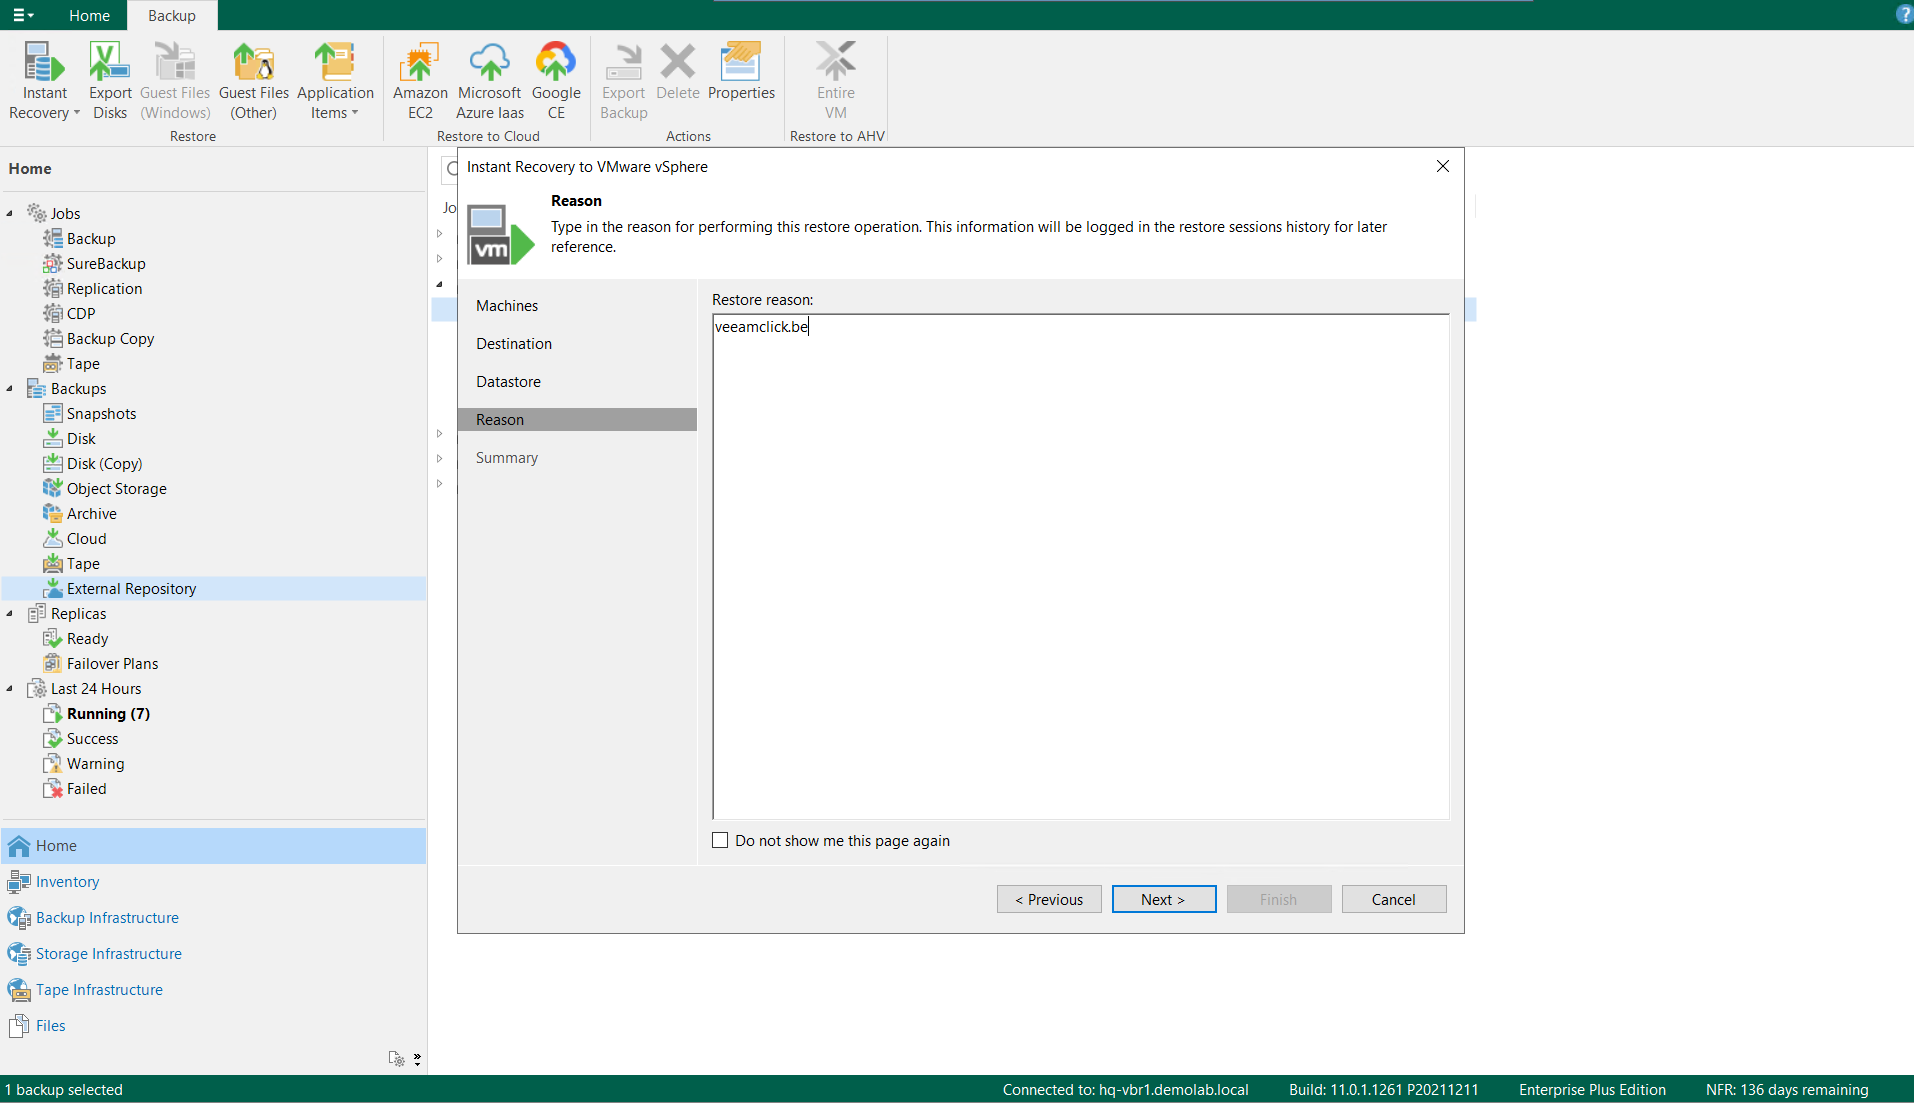 Home
Backup
?
Instant
Recovery
Export
Disks
Guest Files
(Windows)
Guest Files
(Other)
Application
Items
Restore
Amazon
EC2
Microsoft
Azure Iaas
Google
CE
Restore to Cloud
Export
Backup
Delete
Properties
Actions
Entire
VM
Restore to AHV
Home
Jobs
Backup
SureBackup
Replication
CDP
Backup Copy
Tape
Backups
Snapshots
Disk
Disk (Copy)
Object Storage
Archive
Cloud
Tape
External Repository
Replicas
Ready
Failover Plans
Last 24 Hours
Running (7)
Success
Warning
Failed
Home
Inventory
Backup Infrastructure
Storage Infrastructure
Tape Infrastructure
Files
Jo
Instant Recovery to VMware vSphere
vm
Reason
Type in the reason for performing this restore operation. This information will be logged in the restore sessions history for later
reference.
Machines
Destination
Datastore
Reason
Summary
Restore reason:
veeamclick.be
Do not show me this page again
< Previous
Next >
Finish
Cancel
1 backup selected
Connected to: hq-vbr1.demolab.local
Build: 11.0.1.1261 P20211211
Enterprise Plus Edition
NFR: 136 days remaining